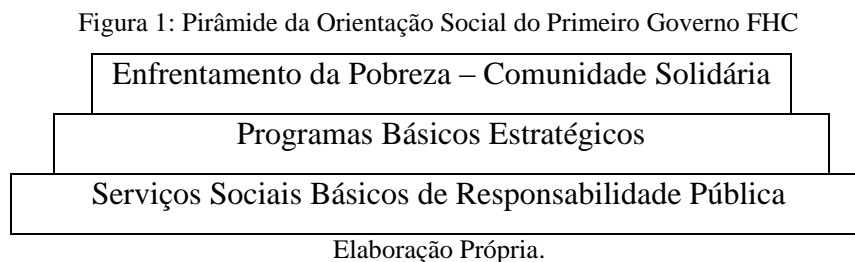 Figura 1: Pirâmide da Orientação Social do Primeiro Governo FHC
Enfrentamento da Pobreza – Comunidade Solidária
Programas Básicos Estratégicos
Serviços Sociais Básicos de Responsabilidade Pública
Elaboração Própria.